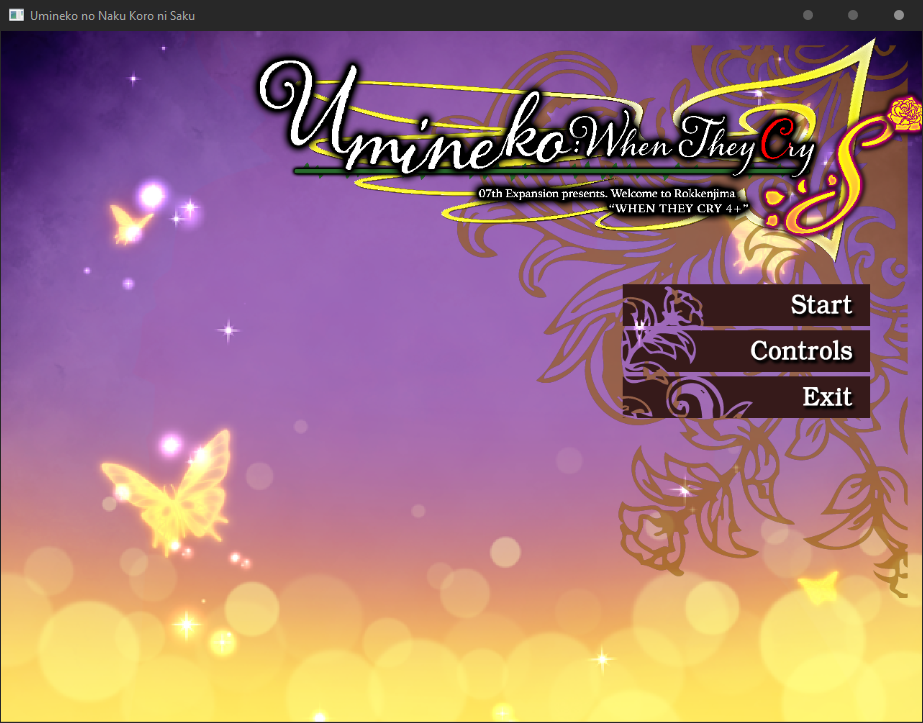 Umineko no Naku Koro ni Saku
Umineko: When They Cry S
07th Expansion presents. Welcome to Rokkenjima
"WHEN THEY CRY 4+"
Start
Controls
Exit